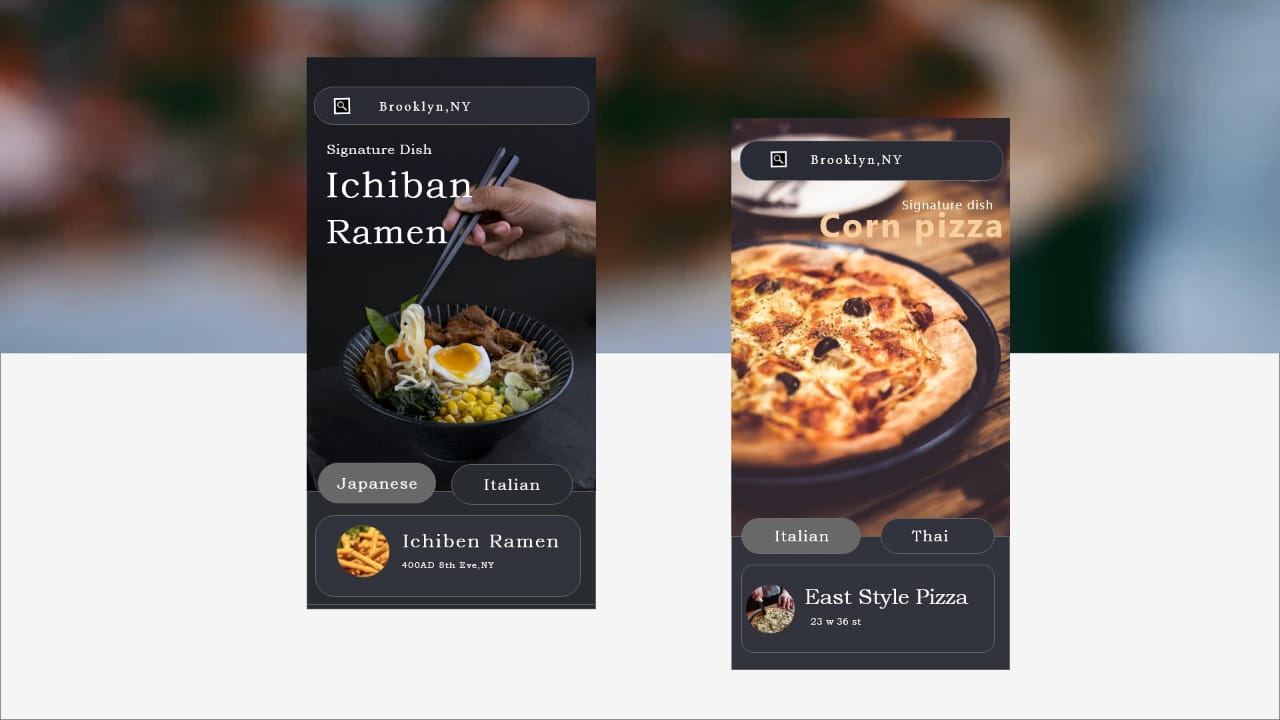 Brooklyn,NY
Signature Dish
Ichiban
Ramen
Japanese
Italian
Ichiben Ramen
400AD 8th Eve,NY
Brooklyn,NY
Signature dish
Corn pizza
Italian
Thai
East Style Pizza
23 w 36 st